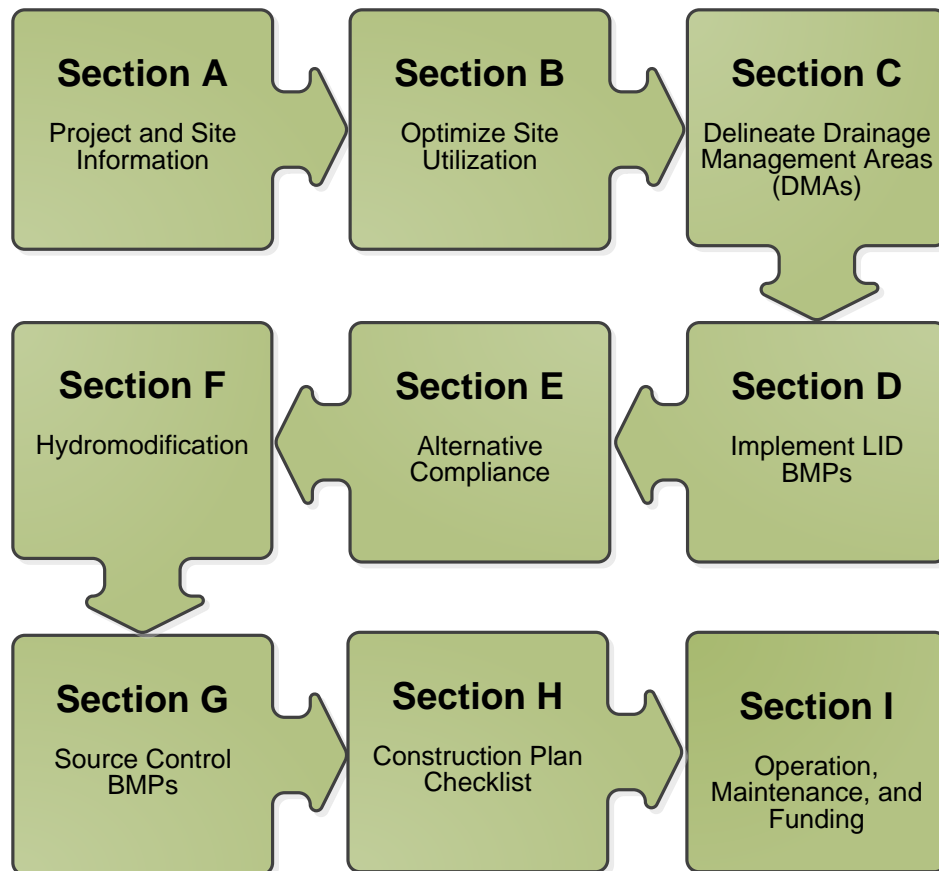 Section A
Project and Site
Information
Section B
Optimize Site
Utilization
Section C
Delineate Drainage
Management Areas
(DMAs)
Section D
Implement LID
BMPs
Section E
Alternative
Compliance
Section F
Hydromodification
Section G
Source Control
BMPs
Section H
Construction Plan
Checklist
Section I
Operation,
Maintenance, and
Funding